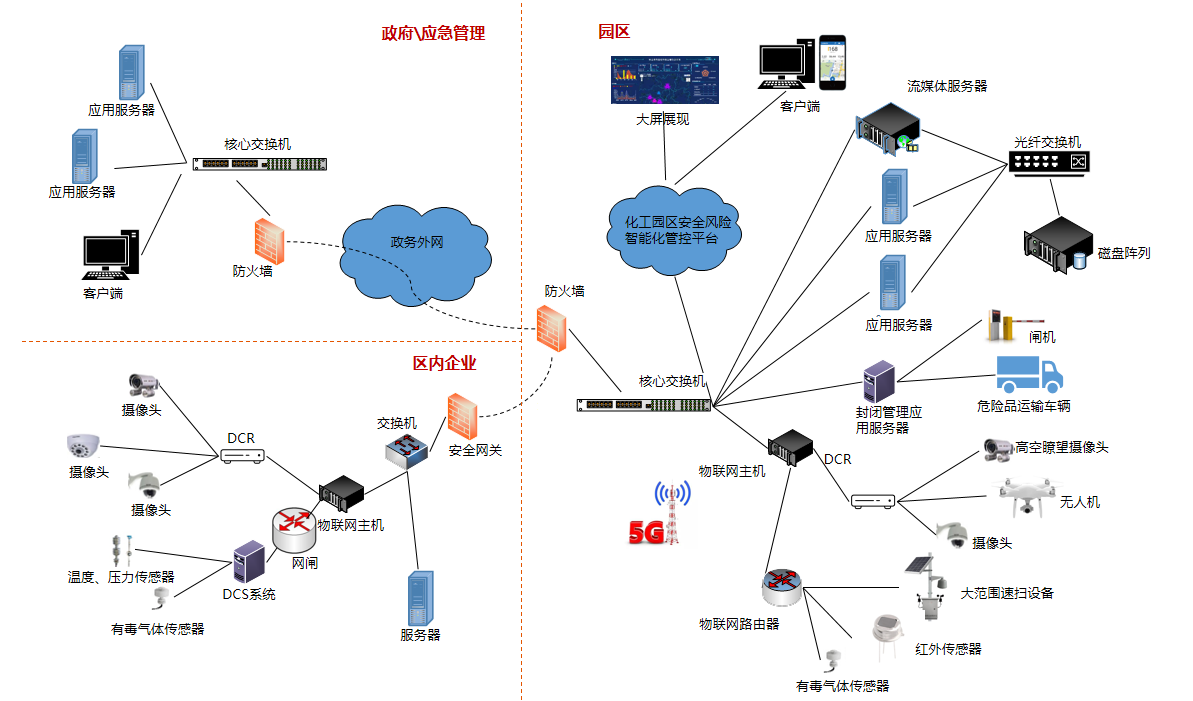 政府\应急管理
应用服务器
应用服务器
核心交换机
客户端
防火墙
政务外网
区内企业
摄像头
摄像头
摄像头
DCR
交换机
安全网关
物联网主机
网闸
温度、压力传感器
DCS系统
有毒气体传感器
服务器
园区
大屏展现
客户端
流媒体服务器
光纤交换机
化工园区安全风险
智能化管控平台
应用服务器
磁盘阵列
防火墙
应用服务器
闸机
核心交换机
封闭管理应
用服务器
危险品运输车辆
物联网主机
DCR
高空瞭望摄像头
无人机
5G
摄像头
大范围速扫设备
物联网路由器
红外传感器
有毒气体传感器